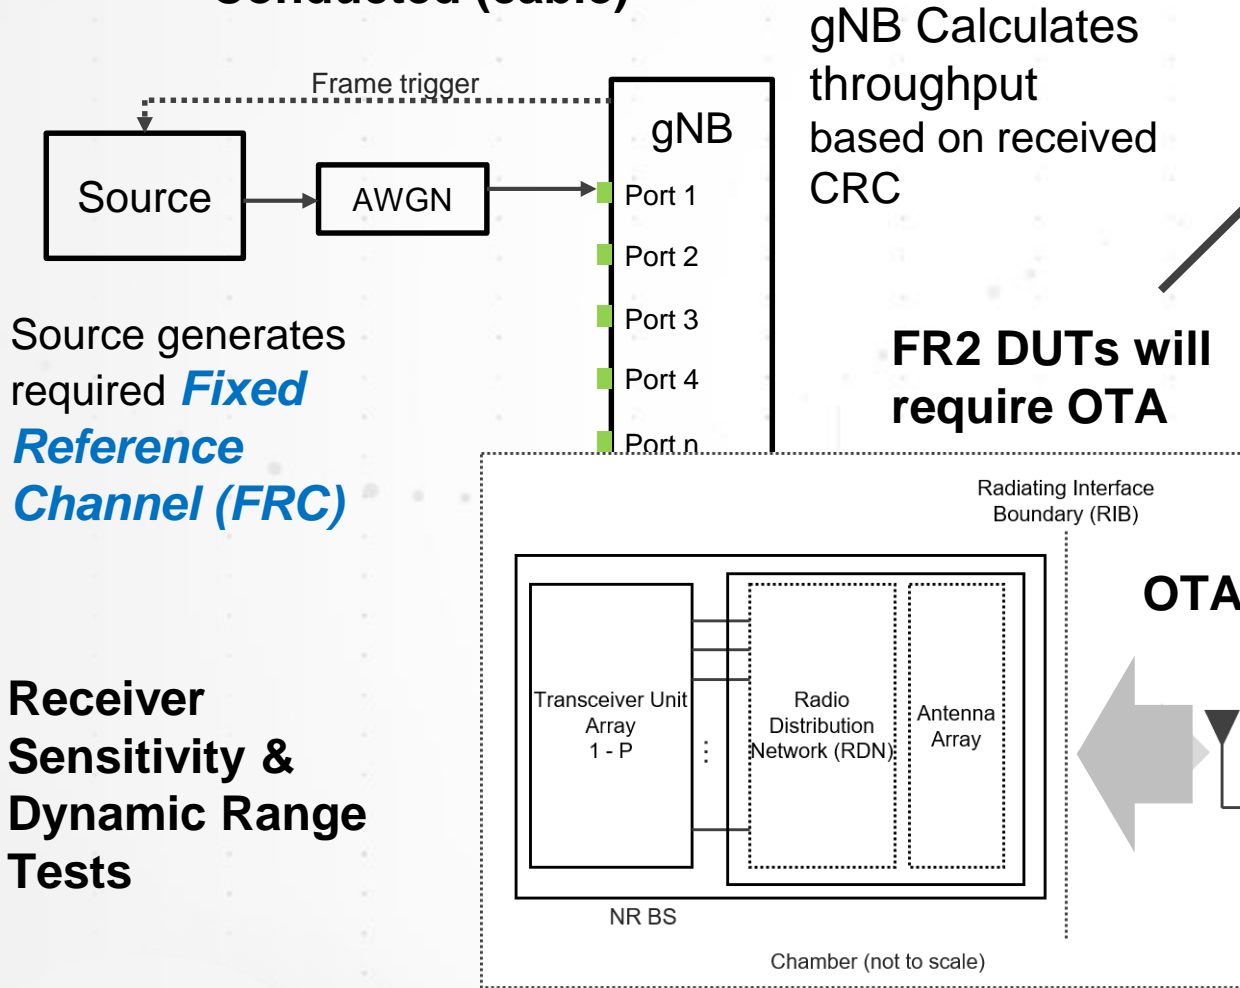 Conducted (cable)
gNB Calculates
throughput
based on received
CRC
Frame trigger
gNB
Source
AWGN
Port 1
Port 2
Port 3
Port 4
Port n
Source generates
required Fixed
Reference
Channel (FRC)
FR2 DUTs will
require OTA
Radiating Interface
Boundary (RIB)
OTA
Receiver
Sensitivity &
Dynamic Range
Tests
Transceiver Unit
Array
1 - P
Radio
Distribution
Network (RDN)
Antenna
Array
NR BS
Chamber (not to scale)